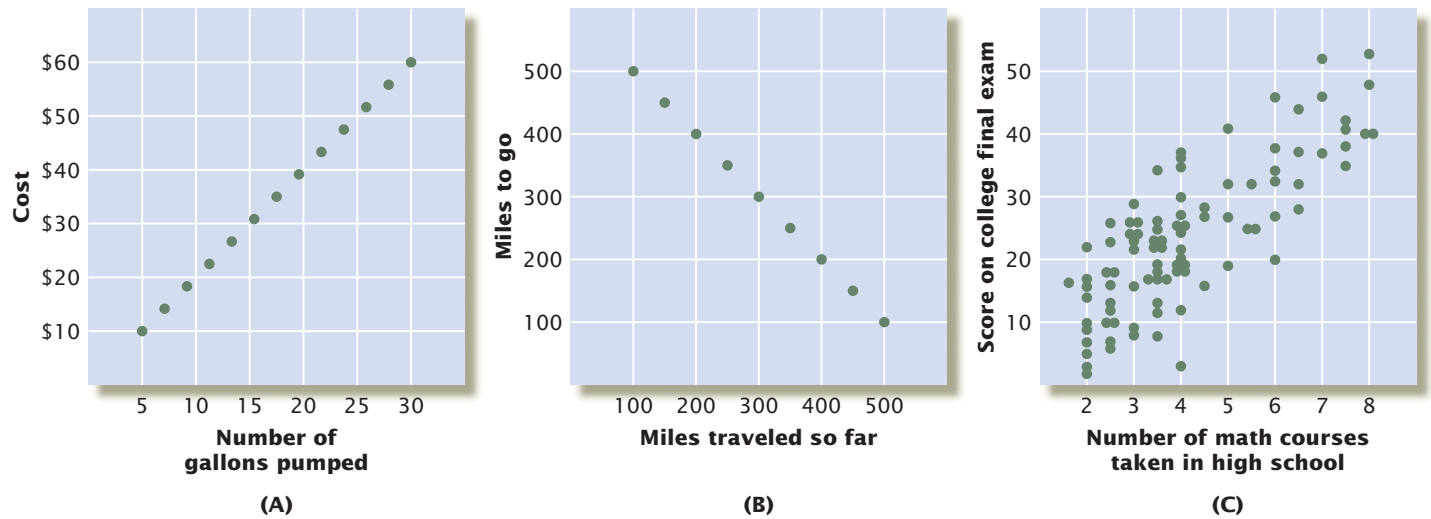 Cost
$60
$50
$40
$30
$20
$10
5 10 15 20 25 30
Number of
gallons pumped
(A)
Miles to go
500
400
300
200
100
100 200 300 400 500
Miles traveled so far
(B)
Score on college final exam
50
40
30
20
10
2 3 4 5 6 7 8
Number of math courses
taken in high school
(C)